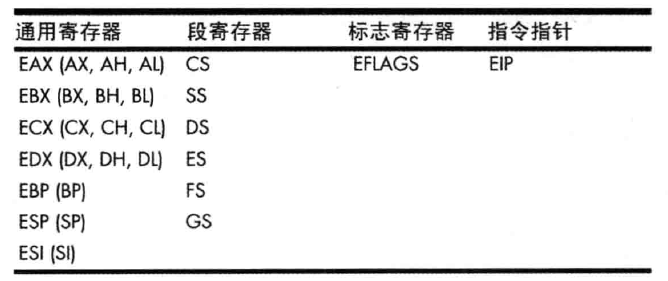 通用寄存器 段寄存器 标志寄存器 指令指针
EAX (AX, AH, AL) CS EFLAGS EIP
EBX (BX, BH, BL) SS
ECX (CX, CH, CL) DS
EDX (DX, DH, DL) ES
EBP (BP) FS
ESP (SP) GS
ESI (SI)